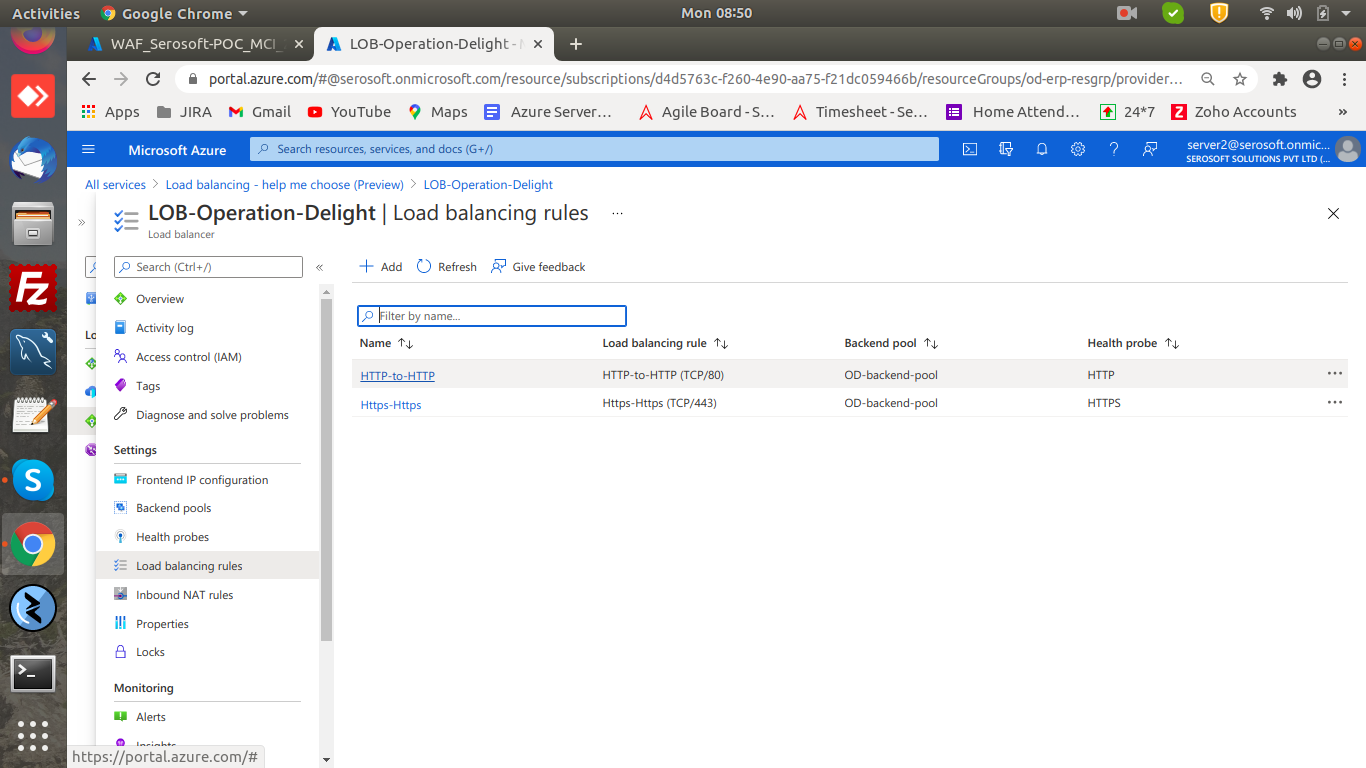 Activities
Google Chrome
Mon 08:50
WAF_Serosoft-POC_MCI_
LOB-Operation-Delight - M
portal.azure.com/#@serosoft.onmicrosoft.com/resource/subscriptions/d4d5763c-f260-4e90-aa75-f21dc059466b/resourceGroups/od-erp-resgrp/provider…
Apps
JIRA
Gmail
YouTube
Maps
Azure Server…
Agile Board - S…
Timesheet - Se…
Home Attend…
24*7
Zoho Accounts
»
Microsoft Azure
Search resources, services, and docs (G+/)
server2@serosoft.onmic...
SEROSOFT SOLUTIONS PVT LTD (...
All services > Load balancing - help me choose (Preview) > LOB-Operation-Delight
LOB-Operation-Delight | Load balancing rules ...
Load balancer
Search (Ctrl+/)
«
Add
Refresh
Give feedback
Overview
Activity log
Access control (IAM)
Tags
Diagnose and solve problems
Settings
Frontend IP configuration
Backend pools
Health probes
Load balancing rules
Inbound NAT rules
Properties
Locks
Monitoring
Alerts
Insights
Filter by name...
Name
Load balancing rule
Backend pool
Health probe
HTTP-to-HTTP
HTTP-to-HTTP (TCP/80)
OD-backend-pool
HTTP
Https-Https
Https-Https (TCP/443)
OD-backend-pool
HTTPS
https://portal.azure.com/#